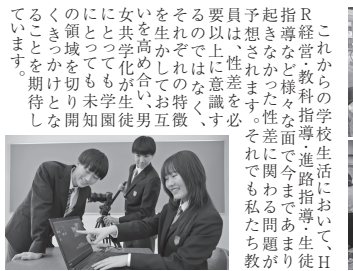 これからの学校生活において、H
R経営・教科指導・進路指導・生徒
指導など様々な面で今まであまり
起きなかった性差に関わる問題が
予想されます。それでも私たち教
員は、性差を必
要以上に意識す
るのではなく、
それぞれの特徴
を生かしてお互
いを高め合い、男
女共学化が生徒
にとっても学園
にとっても未知
の領域を切り開
くきっかけとな
ることを期待し
ています。